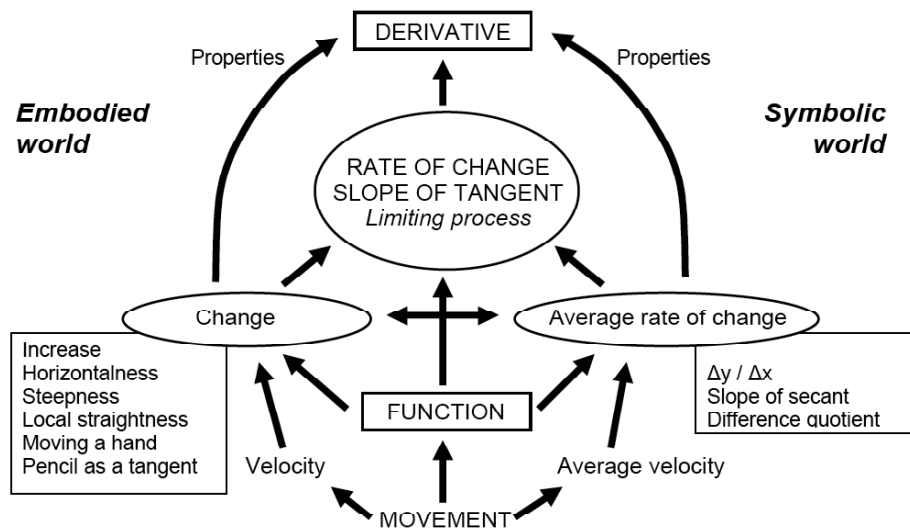 DERIVATIVE
Properties
Properties
Embodied
world
Symbolic
world
RATE OF CHANGE
SLOPE OF TANGENT
Limiting process
Change
Average rate of change
Increase
Horizontalness
Steepness
Local straightness
Moving a hand
Pencil as a tangent
Δy / Δx
Slope of secant
Difference quotient
FUNCTION
Velocity
Average velocity
MOVEMENT